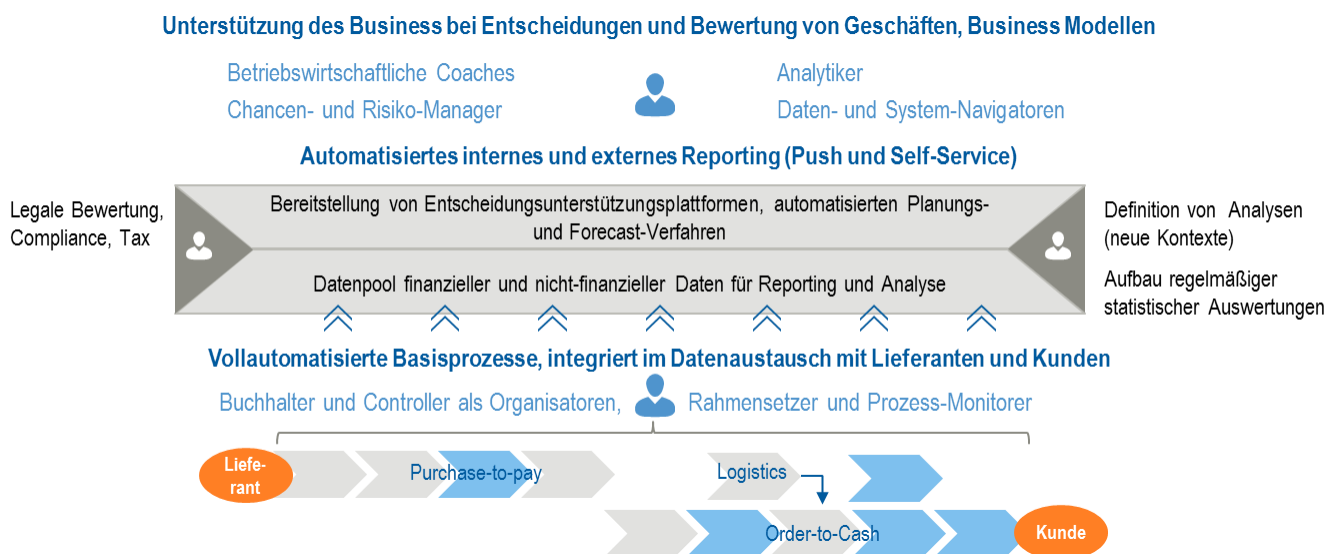 Unterstützung des Business bei Entscheidungen und Bewertung von Geschäften, Business Modellen
Betriebswirtschaftliche Coaches
Chancen- und Risiko-Manager
Analytiker
Daten- und System-Navigatoren
Automatisiertes internes und externes Reporting (Push und Self-Service)
Legale Bewertung,
Compliance, Tax
Bereitstellung von Entscheidungsunterstützungsplattformen, automatisierten Planungs-
und Forecast-Verfahren
Datenpool finanzieller und nicht-finanzieller Daten für Reporting und Analyse
Definition von Analysen
(neue Kontexte)
Aufbau regelmäßiger
statistischer Auswertungen
Vollautomatisierte Basisprozesse, integriert im Datenaustausch mit Lieferanten und Kunden
Buchhalter und Controller als Organisatoren, Rahmensetzer und Prozess-Monitorer
Liefe-
rant
Purchase-to-pay
Logistics
Order-to-Cash
Kunde